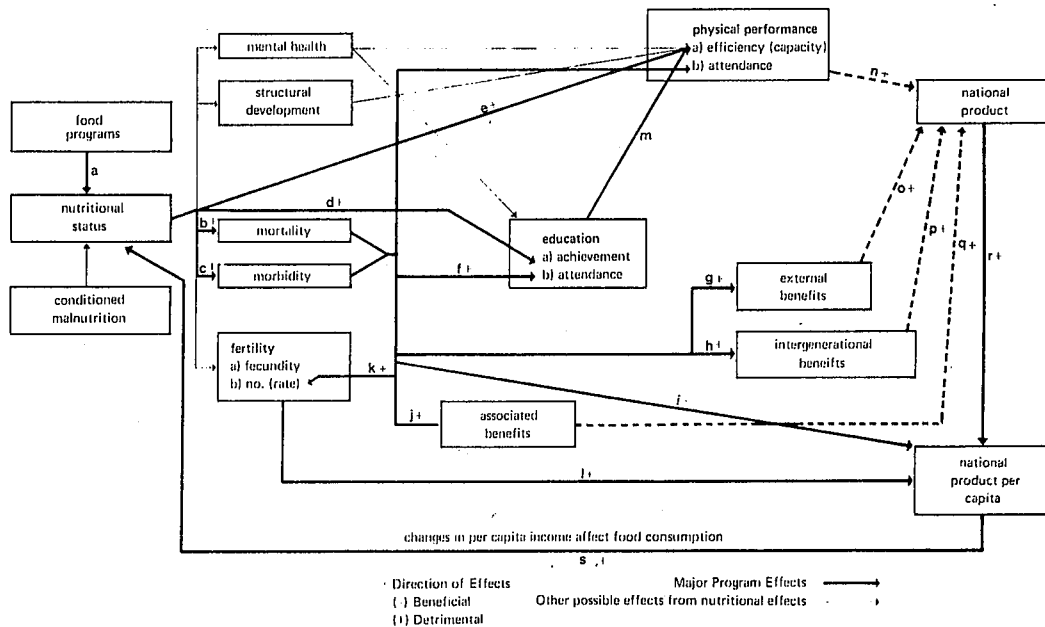 mental health
structural
development
physical performance
a) efficiency (capacity)
b) attendance
n+
national
product
food
programs
a
e+
m
nutritional
status
d+
b
mortality
c
morbidity
conditioned
malnutrition
education
a) achievement
b) attendance
f+
o+
p+
q+
r+
g+
external
benefits
h+
intergenerational
beneifts
fertility
a) fecundity
b) no. (rate)
k+
i
j+
associated
benefits
l+
national
product per
capita
changes in per capita income affect food consumption
s
Direction of Effects
Beneficial
Detrimental
Major Program Effects
Other possible effects from nutritional effects